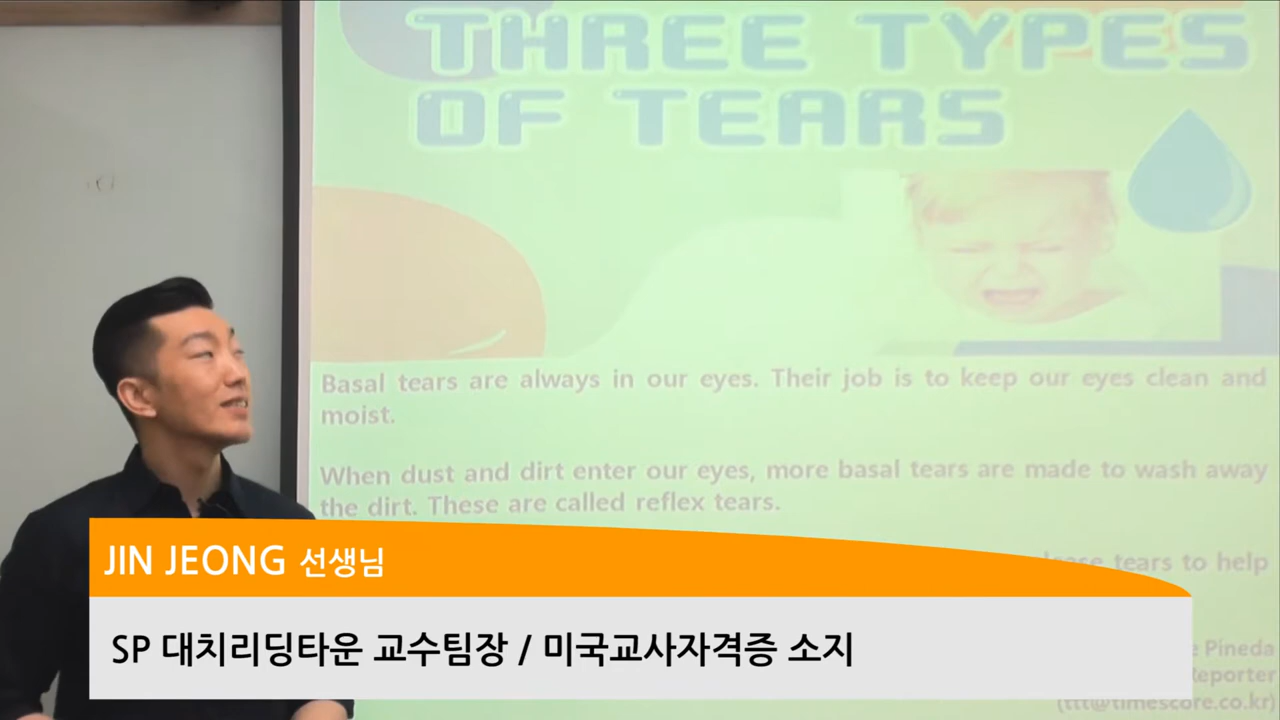 THREE TYPES
OF TEARS
Basal tears are always in our eyes. Their job is to keep our eyes clean and
moist.
When dust and dirt enter our eyes, more basal tears are made to wash away
the dirt. These are called reflex tears.
tears to help
Pineda
Reporter
(ttt@timescore.co.kr)
JIN JEONG 선생님
SP 대치리딩타운 교수팀장 / 미국교사자격증 소지